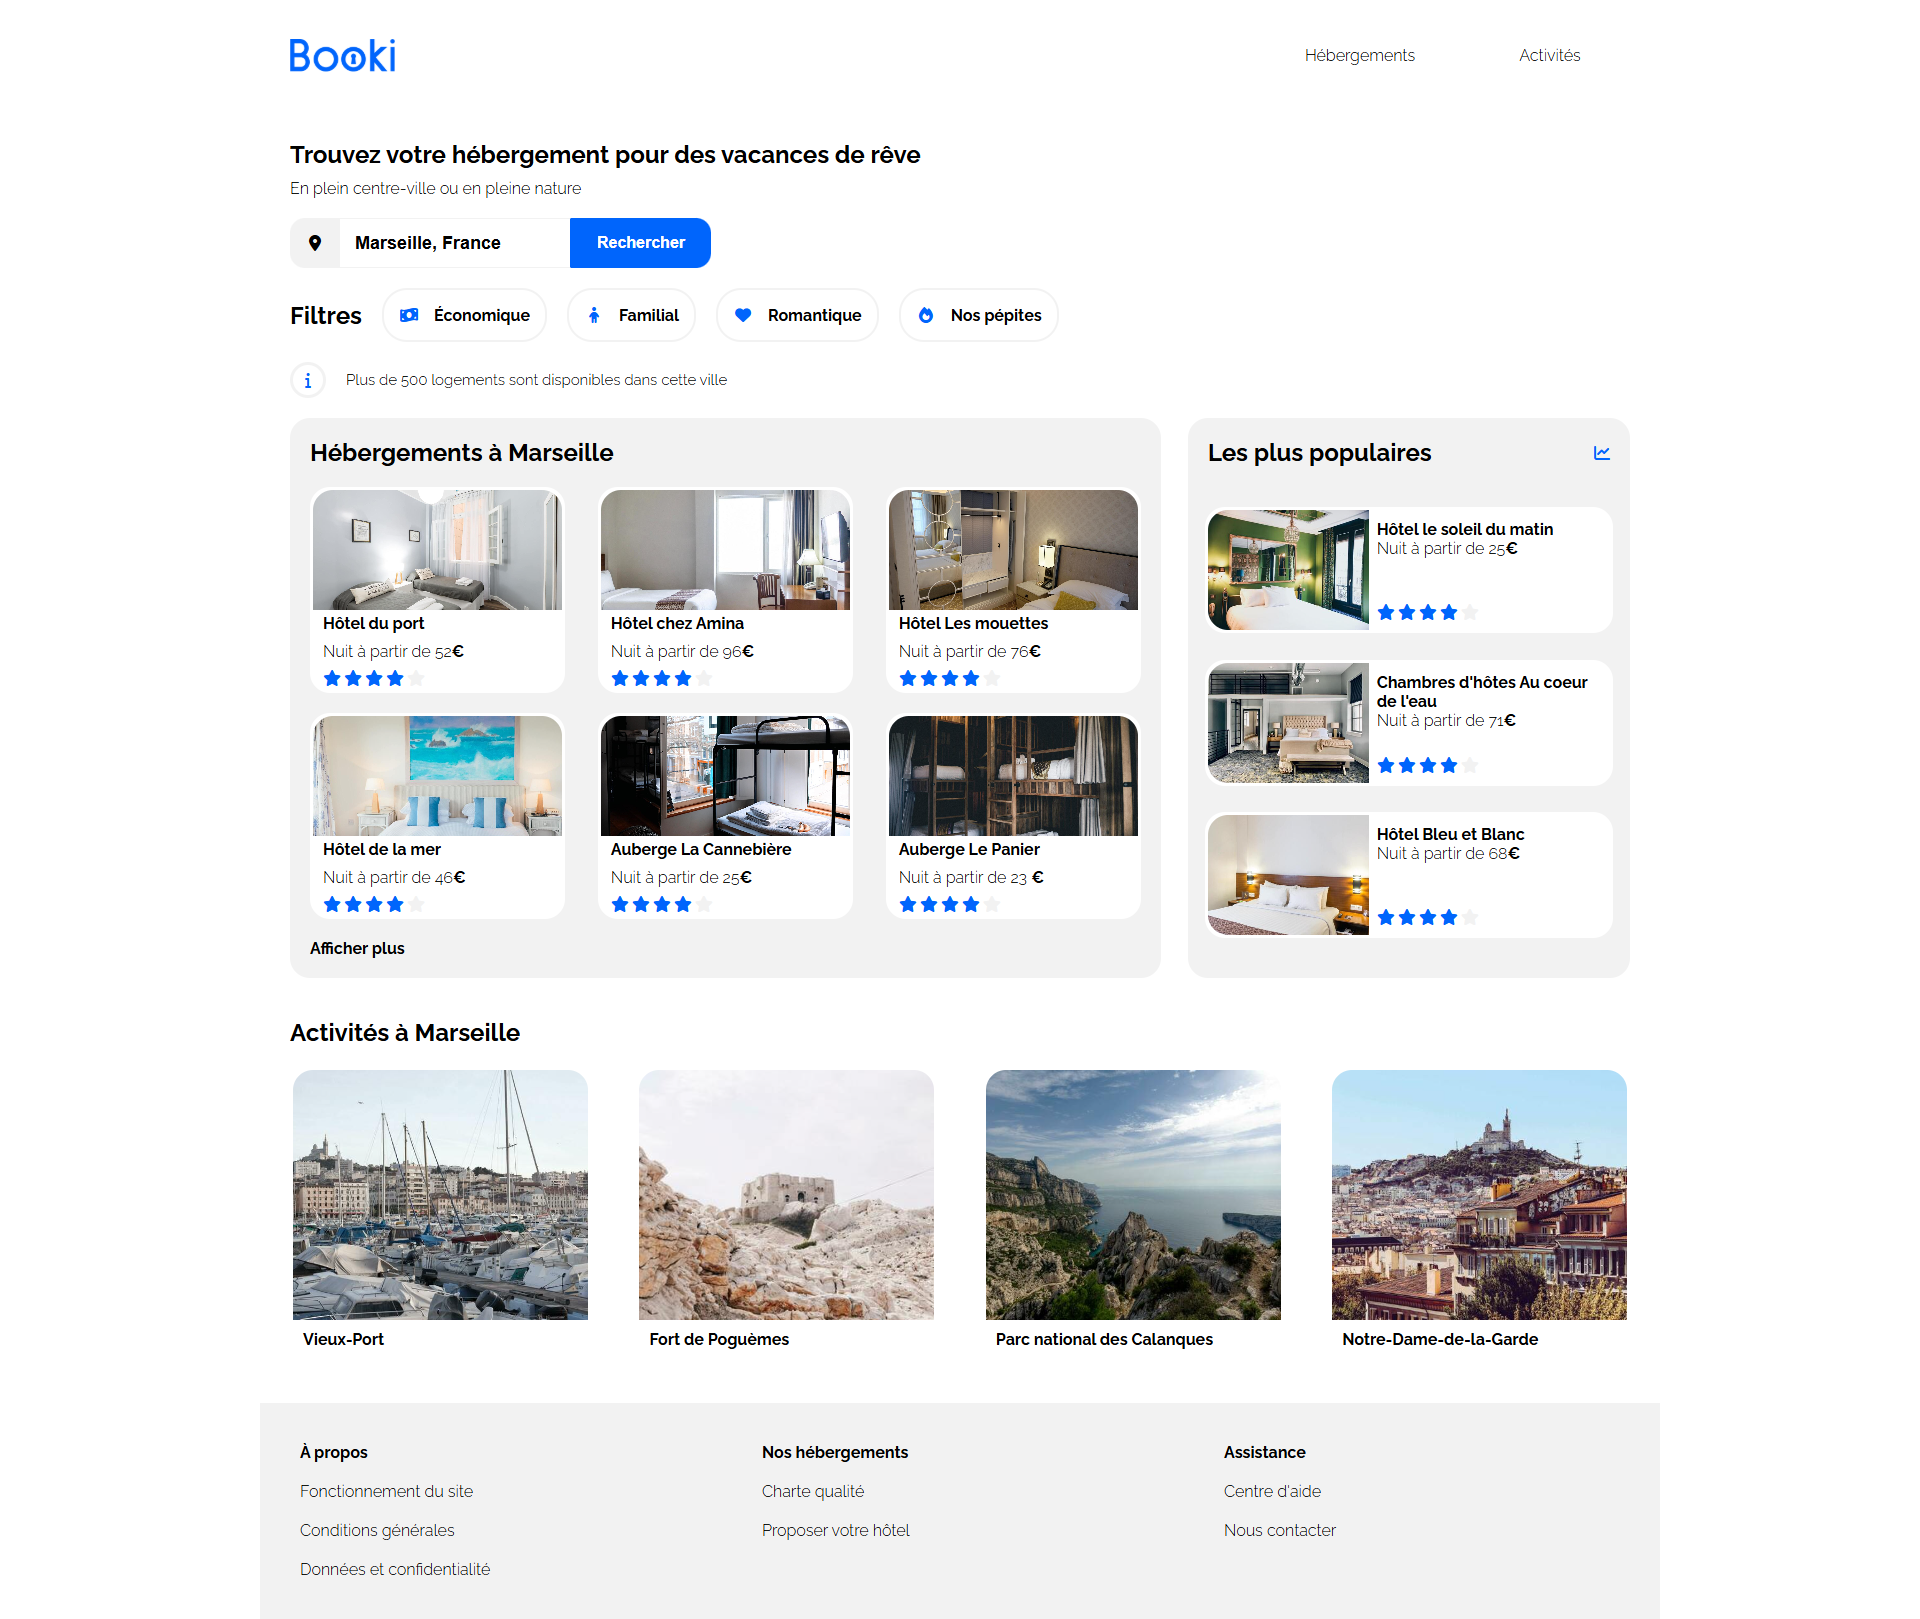 Booki
Hébergements
Activités
Trouvez votre hébergement pour des vacances de rêve
En plein centre-ville ou en pleine nature
Marseille, France
Rechercher
Filtres
Économique
Familial
Romantique
Nos pépites
Plus de 500 logements sont disponibles dans cette ville
Hébergements à Marseille
Hôtel du port
Nuit à partir de 52€
Hôtel chez Amina
Nuit à partir de 96€
Hôtel Les mouettes
Nuit à partir de 76€
Hôtel de la mer
Nuit à partir de 46€
Auberge La Cannebière
Nuit à partir de 25€
Auberge Le Panier
Nuit à partir de 23 €
Afficher plus
Les plus populaires
Hôtel le soleil du matin
Nuit à partir de 25€
Chambres d'hôtes Au coeur
de l'eau
Nuit à partir de 71€
Hôtel Bleu et Blanc
Nuit à partir de 68€
Activités à Marseille
Vieux-Port
Fort de Poguèmes
Parc national des Calanques
Notre-Dame-de-la-Garde
À propos
Fonctionnement du site
Conditions générales
Données et confidentialité
Nos hébergements
Charte qualité
Proposer votre hôtel
Assistance
Centre d'aide
Nous contacter